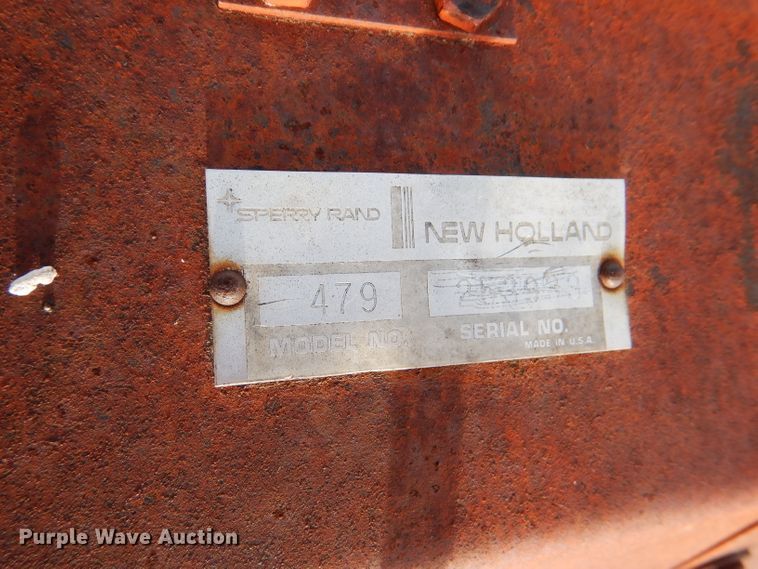 SPERRY RAND
NEW HOLLAND
479
MODEL NO.
SERIAL NO.
MADE IN U.S.A.
Purple Wave Auction